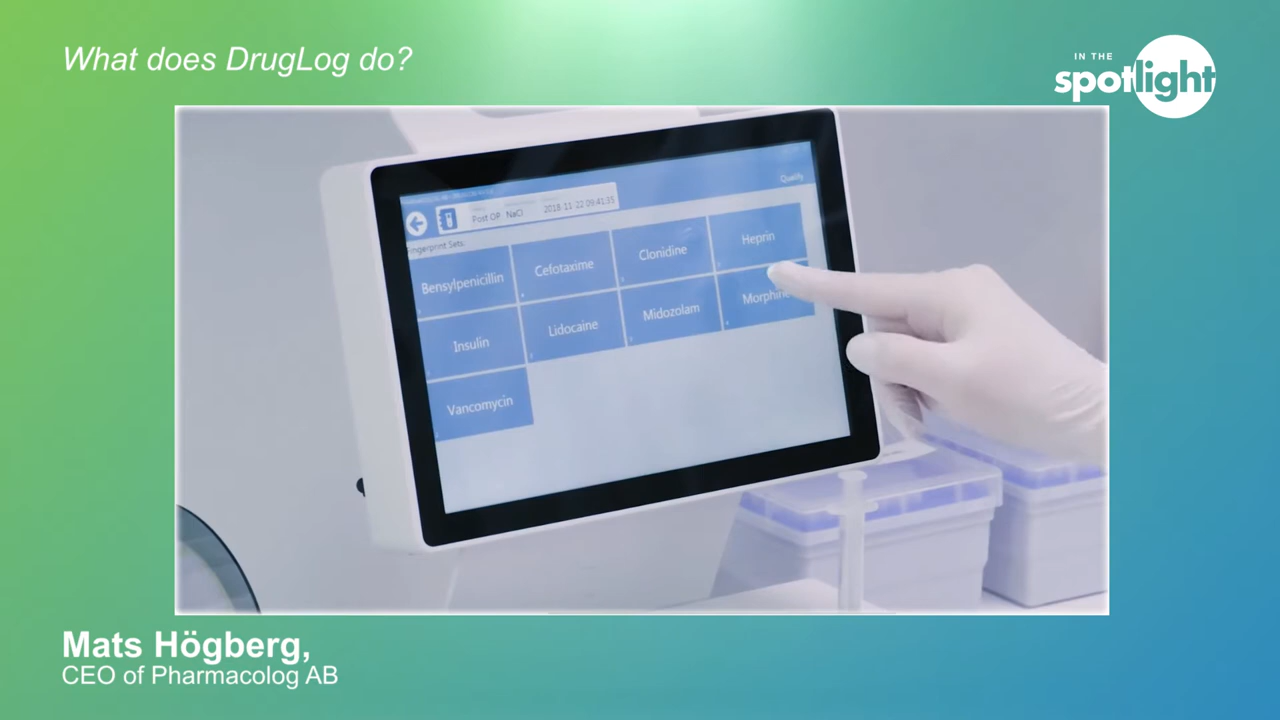 What does DrugLog do?
IN THE
spotlight
Qualify
Post OP NaCl 2018-11-22 09:41:35
Fingerprint Sets:
Bensylpenicillin Cefotaxime Clonidine Heprin
Insulin Lidocaine Midozolam Morphine
Vancomycin
Mats Högberg,
CEO of Pharmacolog AB